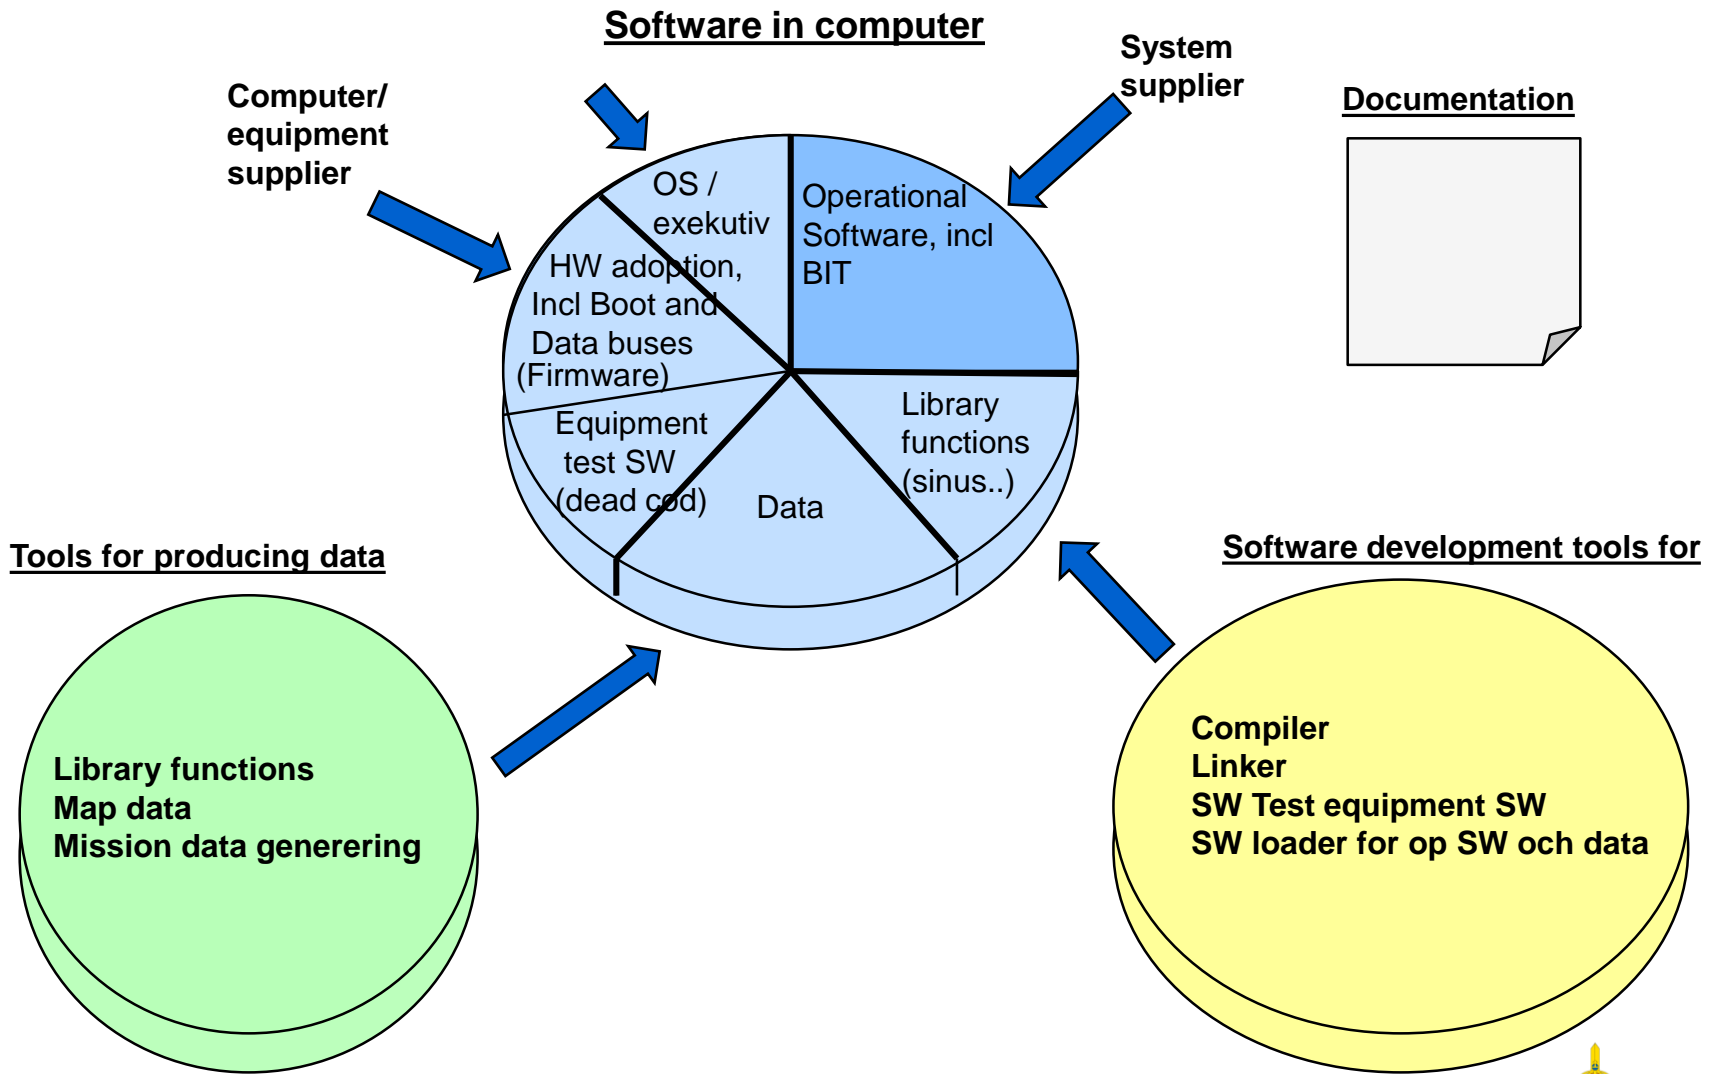 Software in computer
System
supplier
Computer/
equipment
supplier
Documentation
OS /
exekutiv
Operational
Software, incl
BIT
HW adoption,
Incl Boot and
Data buses
(Firmware)
Library
functions
(sinus..)
Equipment
test SW
(dead cod)
Data
Tools for producing data
Software development tools for
Library functions
Map data
Mission data generering
Compiler
Linker
SW Test equipment SW
SW loader for op SW och data